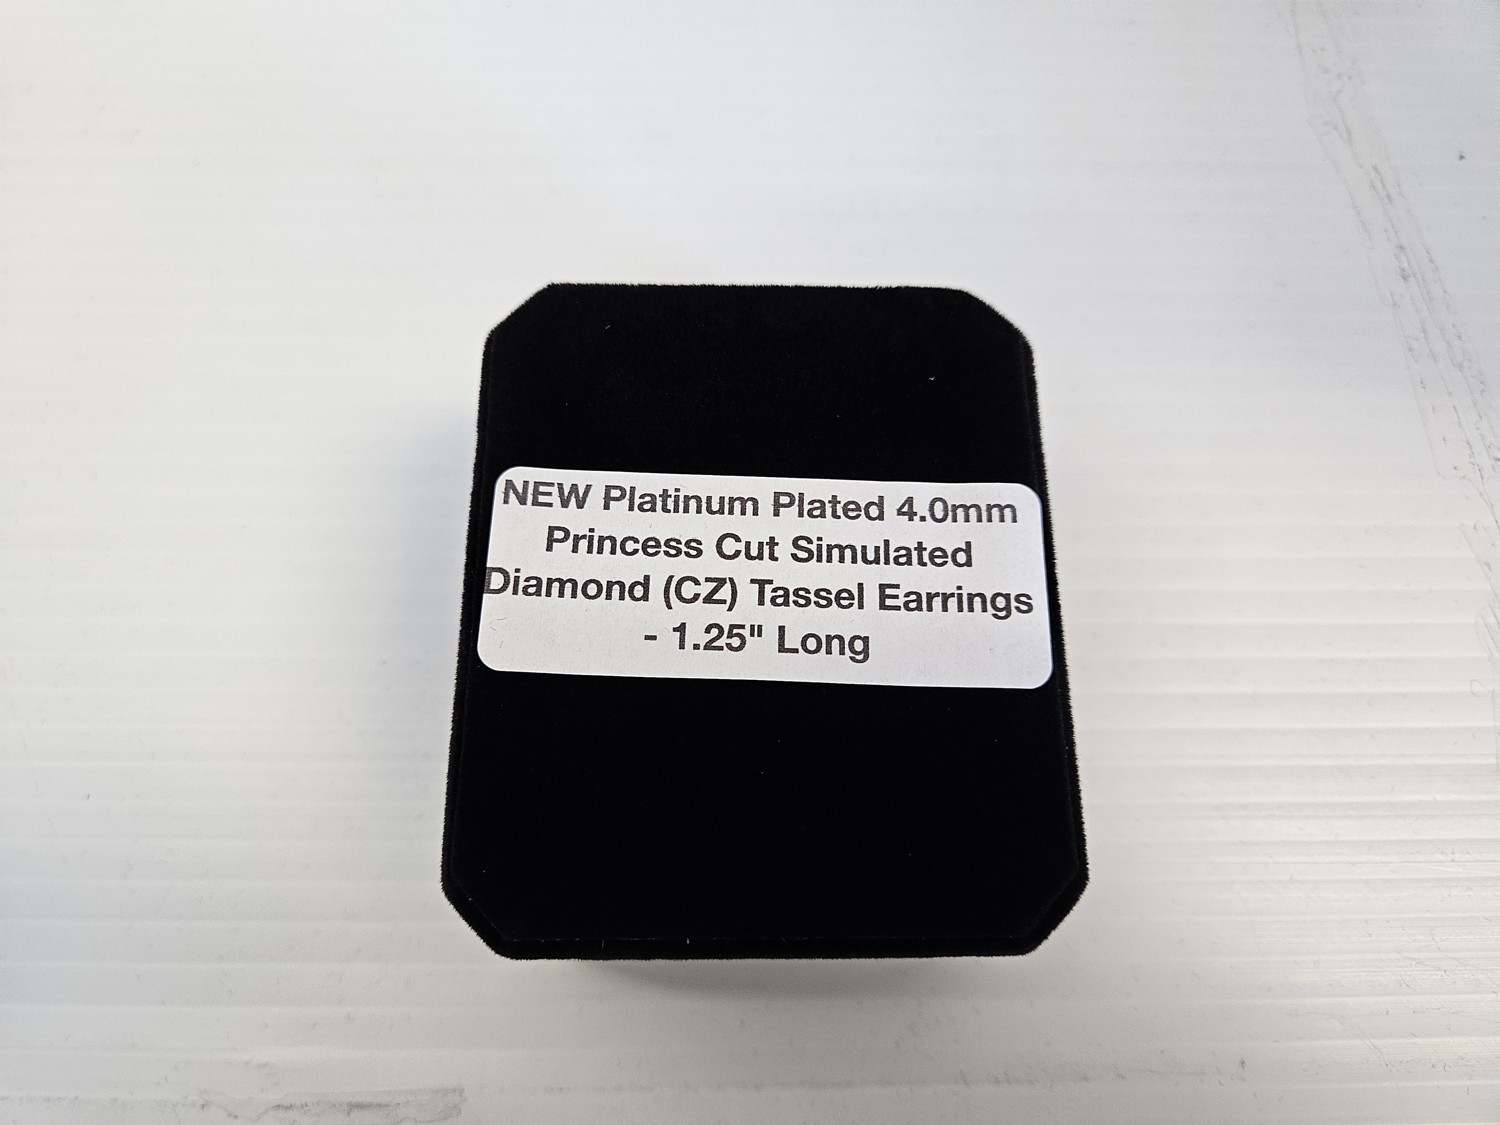 NEW Platinum Plated 4.0mm
Princess Cut Simulated
Diamond (CZ) Tassel Earrings
- 1.25" Long